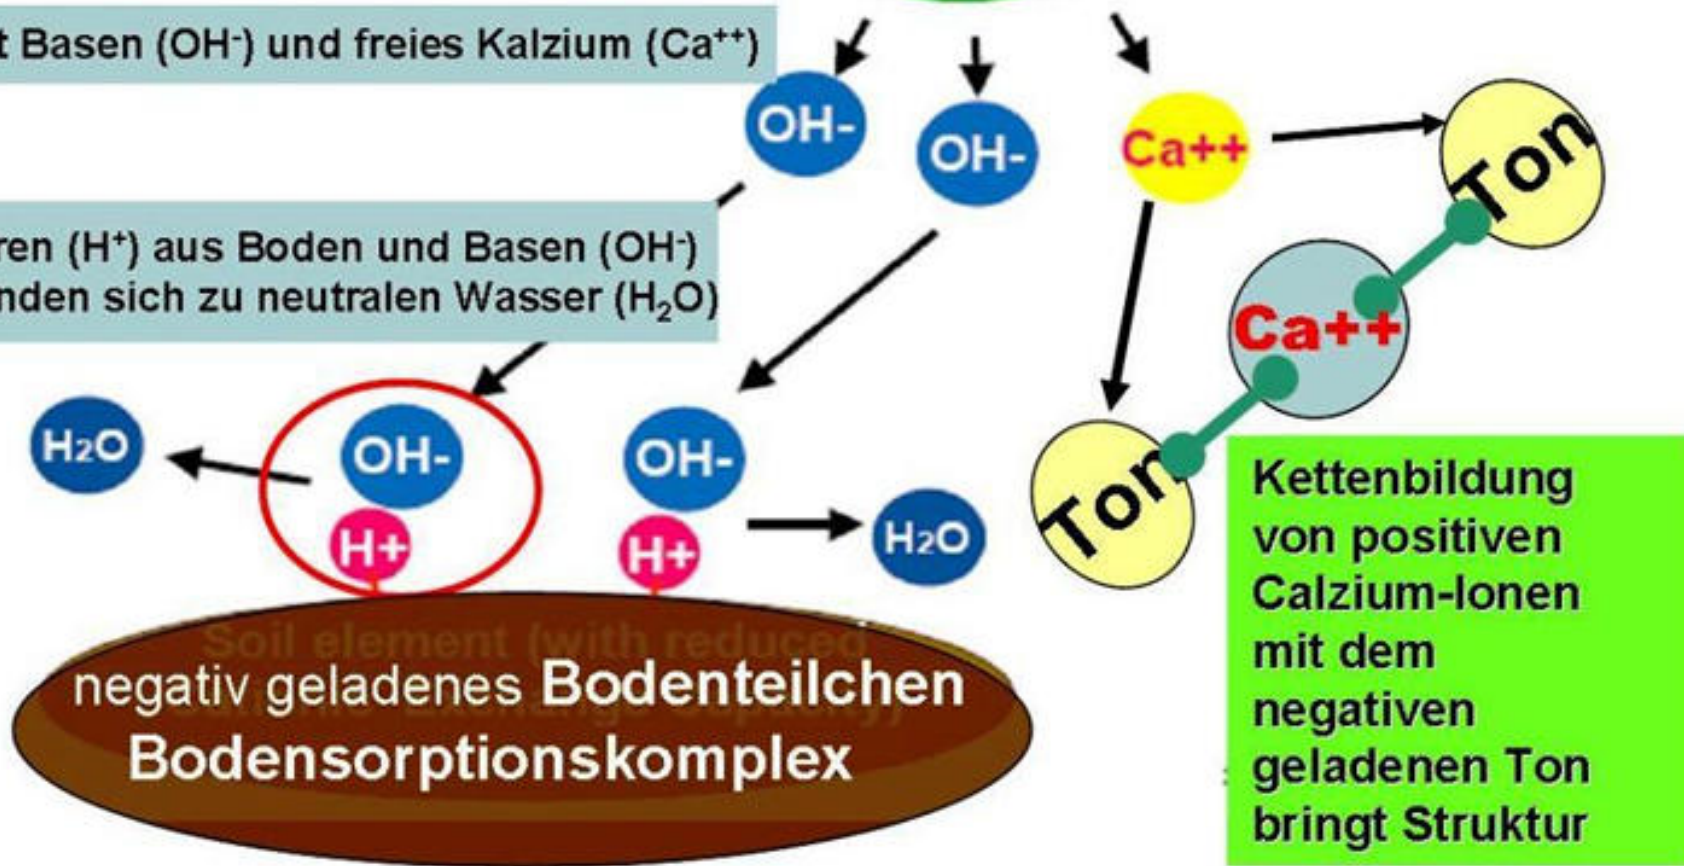 t Basen (OH-) und freies Kalzium (Ca++)
OH-
OH-
Ca++
Ton
ren (H+) aus Boden und Basen (OH-)
nden sich zu neutralen Wasser (H₂O)
Ca++
H₂O
OH-
OH-
H+
H+
H₂O
Ton
Kettenbildung
von positiven
Calzium-Ionen
mit dem
negativen
geladenen Ton
bringt Struktur
Soil element (with reduced
negativ geladenes Bodenteilchen
Bodensorptionskomplex